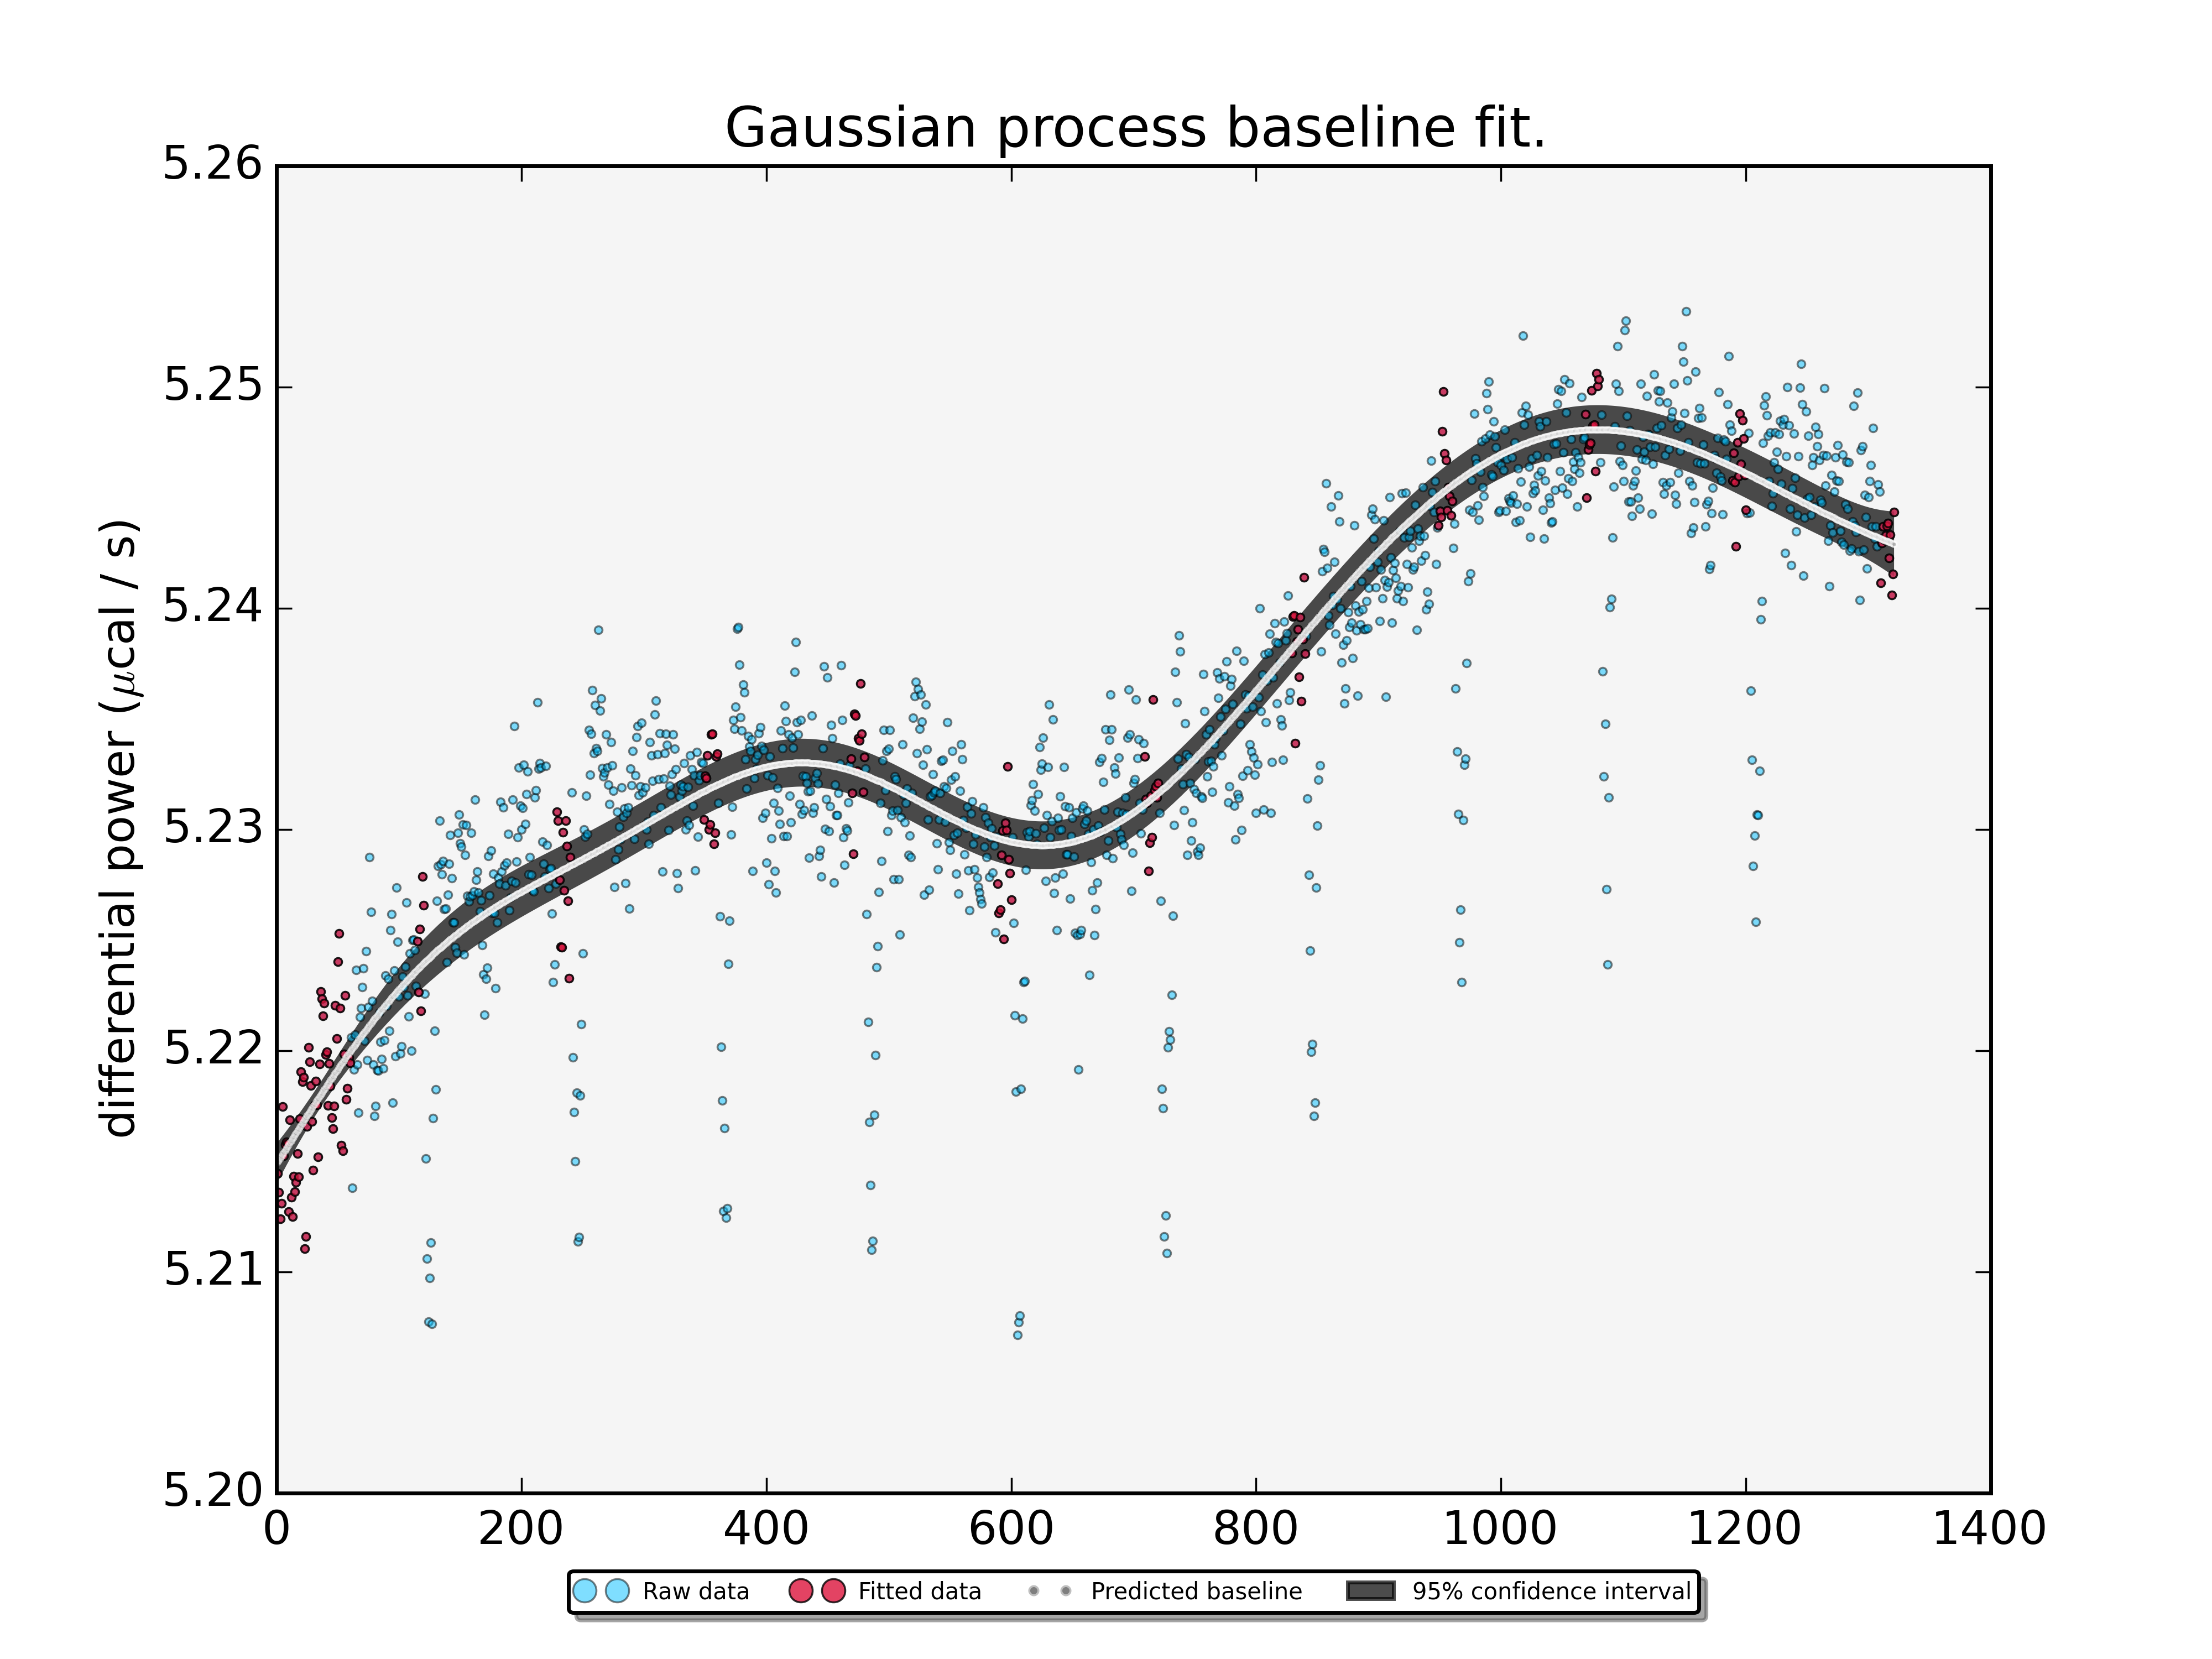 Gaussian process baseline fit.
5.26
5.25
5.24
5.23
5.22
5.21
5.20
differential power (μcal / s)
0 200 400 600 800 1000 1200 1400
Raw data Fitted data Predicted baseline 95% confidence interval